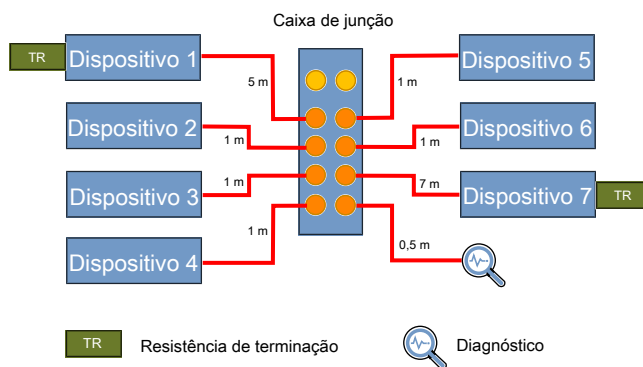 Caixa de junção
TR
Dispositivo 1
5 m
Dispositivo 2
1 m
Dispositivo 3
1 m
Dispositivo 4
1 m
Dispositivo 5
1 m
Dispositivo 6
1 m
Dispositivo 7
TR
7 m
0,5 m
TR
Resistência de terminação
Diagnóstico